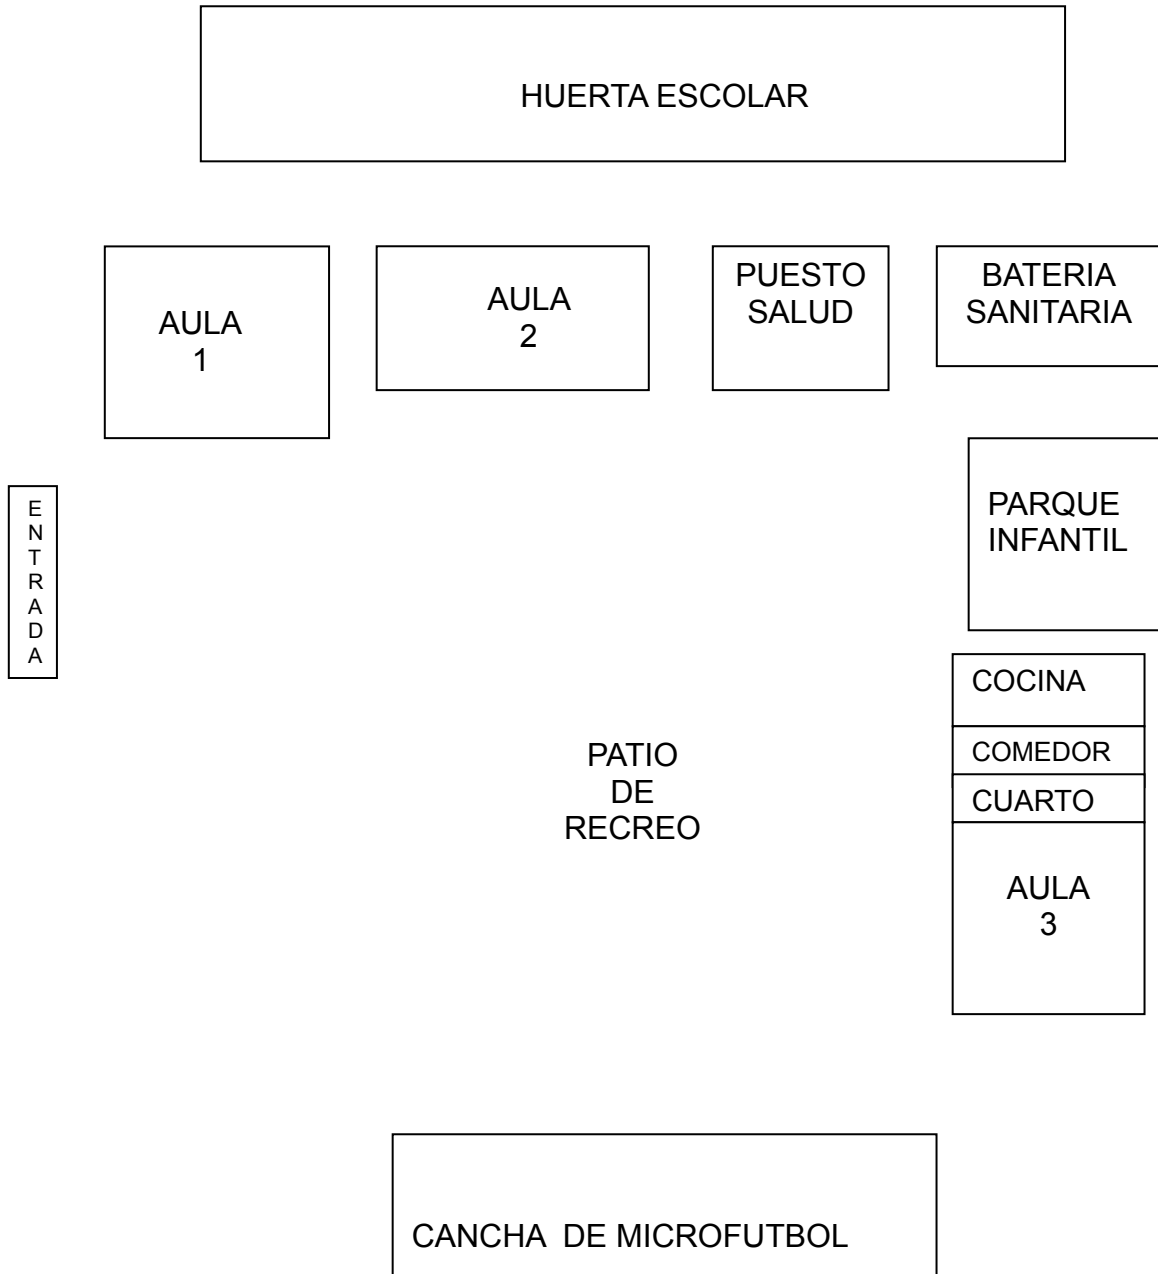 HUERTA ESCOLAR
AULA
1
AULA
2
PUESTO
SALUD
BATERIA
SANITARIA
PARQUE
INFANTIL
E
N
T
R
A
D
A
COCINA
COMEDOR
CUARTO
PATIO
DE
RECREO
AULA
3
CANCHA  DE MICROFUTBOL